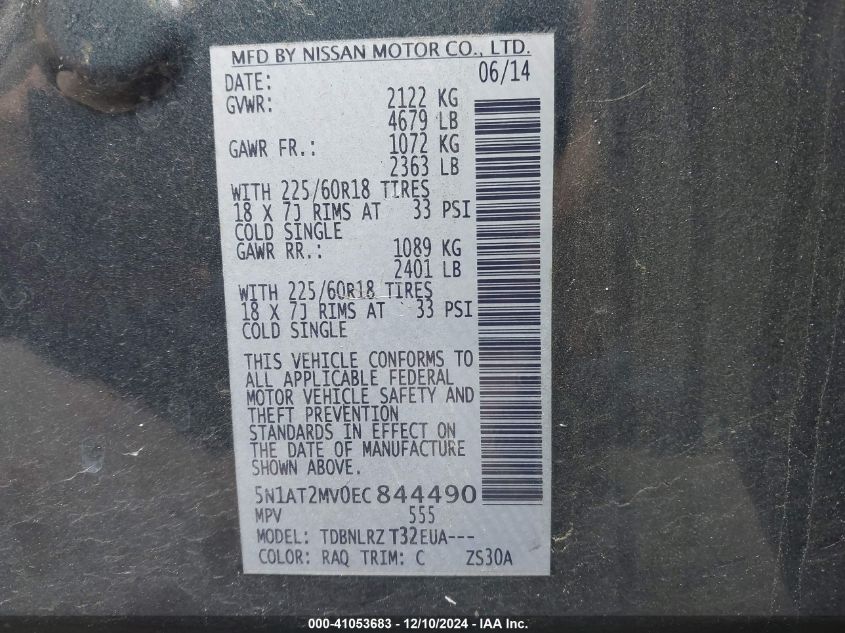 MFD BY NISSAN MOTOR CO., LTD.
DATE: 06/14
GVWR: 2122 KG
4679 LB
GAWR FR.: 1072 KG
2363 LB
WITH 225/60R18 TIRES
18 X 7J RIMS AT 33 PSI
COLD SINGLE
GAWR RR.: 1089 KG
2401 LB
WITH 225/60R18 TIRES
18 X 7J RIMS AT 33 PSI
COLD SINGLE
THIS VEHICLE CONFORMS TO
ALL APPLICABLE FEDERAL
MOTOR VEHICLE SAFETY AND
THEFT PREVENTION
STANDARDS IN EFFECT ON
THE DATE OF MANUFACTURE
SHOWN ABOVE.
5N1AT2MV0EC844490
MPV 555
MODEL: TDBNLRZ T32EUA---
COLOR: RAQ TRIM: C ZS30A
000-41053683 - 12/10/2024 - IAA Inc.